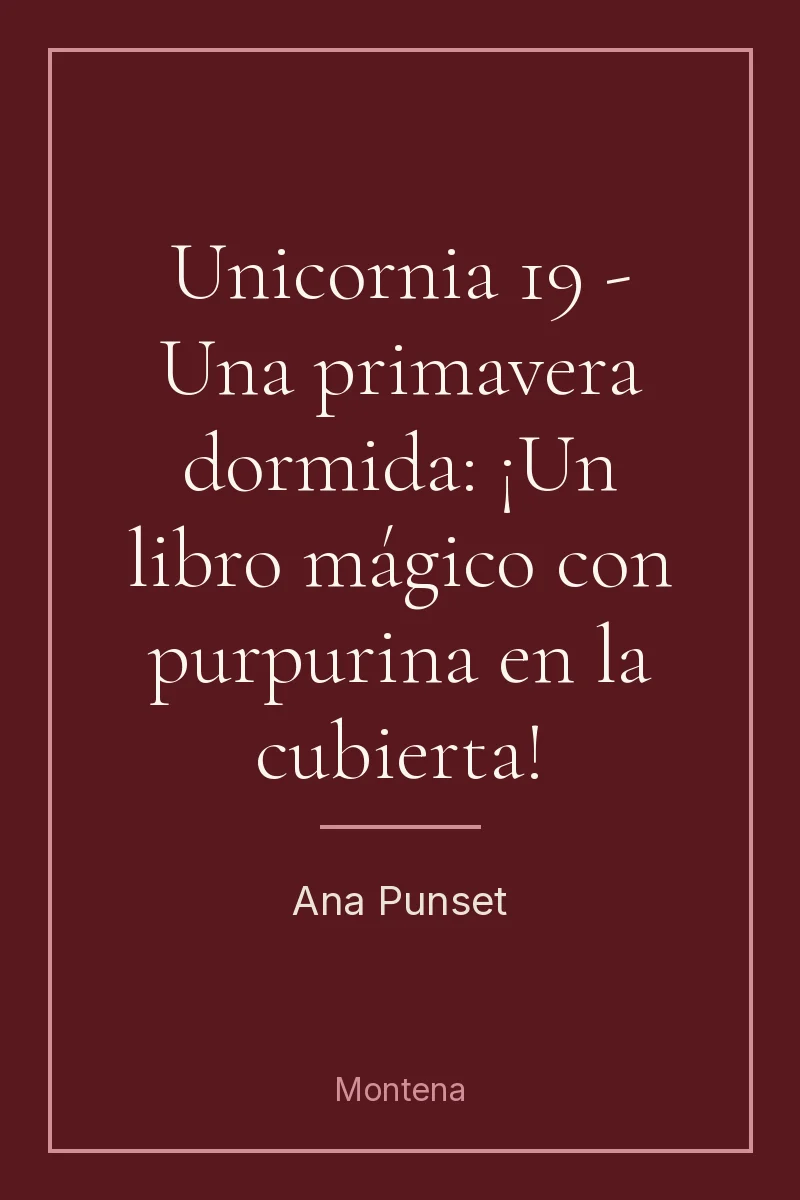 Unicornia 19 -
Una primavera
dormida: ¡Un
libro mágico con
purpurina en la
cubierta!
Ana Punset
Montena